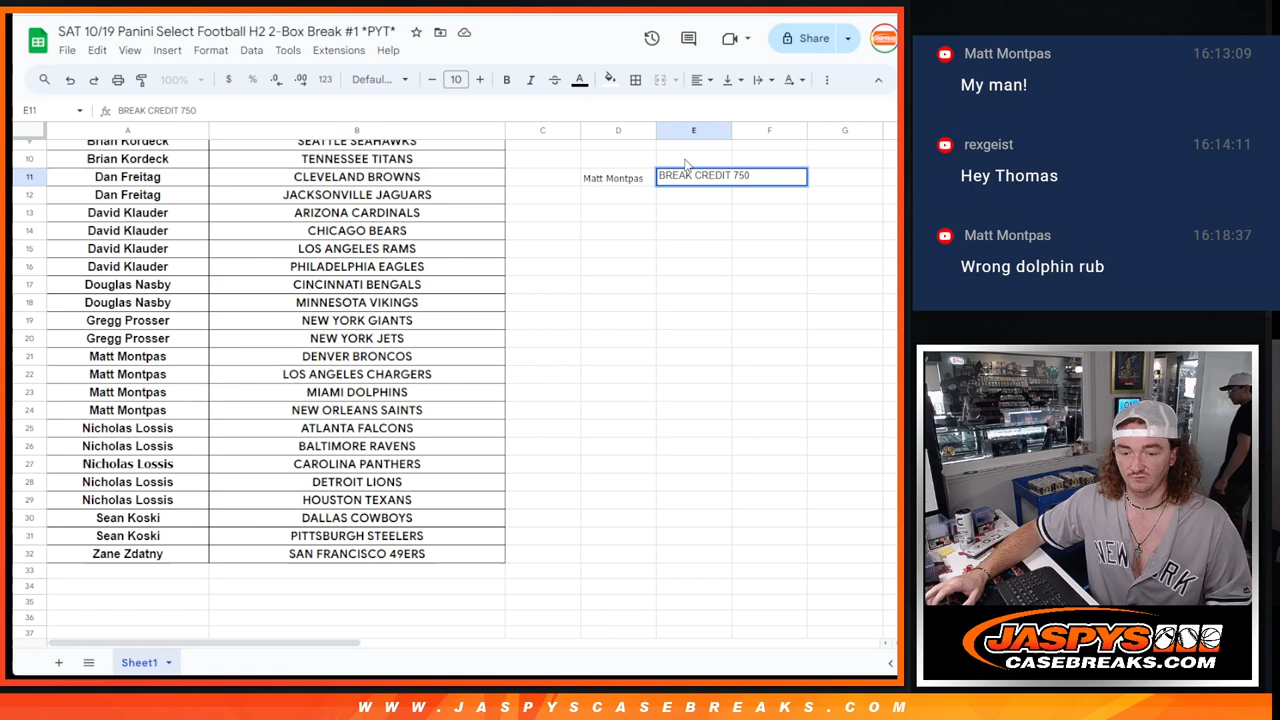 SAT 10/19 Panini Select Football H2 2-Box Break #1 *PYT*
File Edit View Insert Format Data Tools Extensions Help
Share
100% $ % .0 .00 123 Defaul... 10 B I A
E11 BREAK CREDIT 750
A B C D E F G
9 Brian Kordeck SEATTLE SEAHAWKS
10 Brian Kordeck TENNESSEE TITANS
11 Dan Freitag CLEVELAND BROWNS Matt Montpas BREAK CREDIT 750
12 Dan Freitag JACKSONVILLE JAGUARS
13 David Klauder ARIZONA CARDINALS
14 David Klauder CHICAGO BEARS
15 David Klauder LOS ANGELES RAMS
16 David Klauder PHILADELPHIA EAGLES
17 Douglas Nasby CINCINNATI BENGALS
18 Douglas Nasby MINNESOTA VIKINGS
19 Gregg Prosser NEW YORK GIANTS
20 Gregg Prosser NEW YORK JETS
21 Matt Montpas DENVER BRONCOS
22 Matt Montpas LOS ANGELES CHARGERS
23 Matt Montpas MIAMI DOLPHINS
24 Matt Montpas NEW ORLEANS SAINTS
25 Nicholas Lossis ATLANTA FALCONS
26 Nicholas Lossis BALTIMORE RAVENS
27 Nicholas Lossis CAROLINA PANTHERS
28 Nicholas Lossis DETROIT LIONS
29 Nicholas Lossis HOUSTON TEXANS
30 Sean Koski DALLAS COWBOYS
31 Sean Koski PITTSBURGH STEELERS
32 Zane Zdatny SAN FRANCISCO 49ERS
33
34
35
36
37
Sheet1
Matt Montpas 16:13:09
My man!
rexgeist 16:14:11
Hey Thomas
Matt Montpas 16:18:37
Wrong dolphin rub
NEW YORK
JASPYS
CASEBREAKS.COM
WWW.JASPYSCASEBREAKS.COM